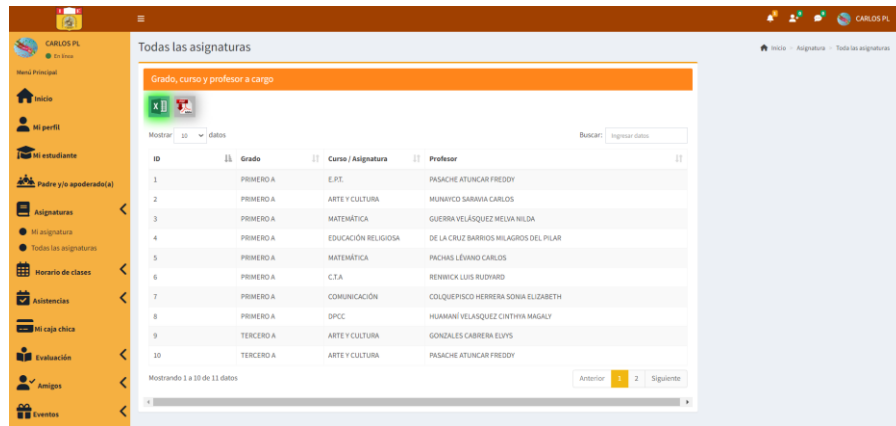 CARLOS PL
CARLOS PL
En línea
Menú Principal
Inicio
Mi perfil
Mi estudiante
Padre y/o apoderado(a)
Asignaturas
Mi asignatura
Todas las asignaturas
Horario de clases
Asistencias
Mi caja chica
Evaluación
Amigos
Eventos
Todas las asignaturas
Inicio - Asignatura - Todas las asignaturas
Grado, curso y profesor a cargo
Mostrar 10 datos
Buscar: Ingresar datos
ID Grado Curso / Asignatura Profesor
1 PRIMERO A E.P.T. PASACHE ATUNCAR FREDDY
2 PRIMERO A ARTE Y CULTURA MUNAYCO SARAVIA CARLOS
3 PRIMERO A MATEMÁTICA GUERRA VELÁSQUEZ MELVA NILDA
4 PRIMERO A EDUCACIÓN RELIGIOSA DE LA CRUZ BARRIOS MILAGROS DEL PILAR
5 PRIMERO A MATEMÁTICA PACHAS LÉVANO CARLOS
6 PRIMERO A C.T.A RENWICK LUIS RUDYARD
7 PRIMERO A COMUNICACIÓN COLQUEPISCO HERRERA SONIA ELIZABETH
8 PRIMERO A DPCC HUAMANÍ VELASQUEZ CINTHYA MAGALY
9 TERCERO A ARTE Y CULTURA GONZALES CABRERA ELVYS
10 TERCERO A ARTE Y CULTURA PASACHE ATUNCAR FREDDY
Mostrando 1 a 10 de 11 datos
Anterior 1 2 Siguiente